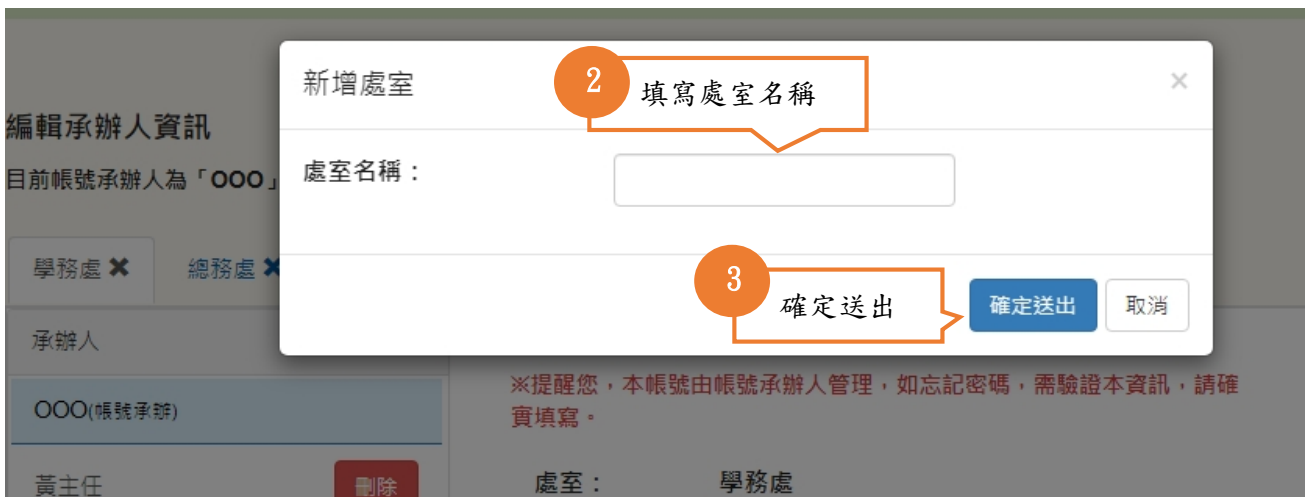 新增處室
2
填寫處室名稱
×
編輯承辦人資訊
目前帳號承辦人為「OOO」
處室名稱：
學務處 ✖ 總務處 ✖
3
確定送出
確定送出
取消
承辦人
※提醒您，本帳號由帳號承辦人管理，如忘記密碼，需驗證本資訊，請確
實填寫。
OOO(帳號承辦)
黃主任
刪除
處室： 學務處